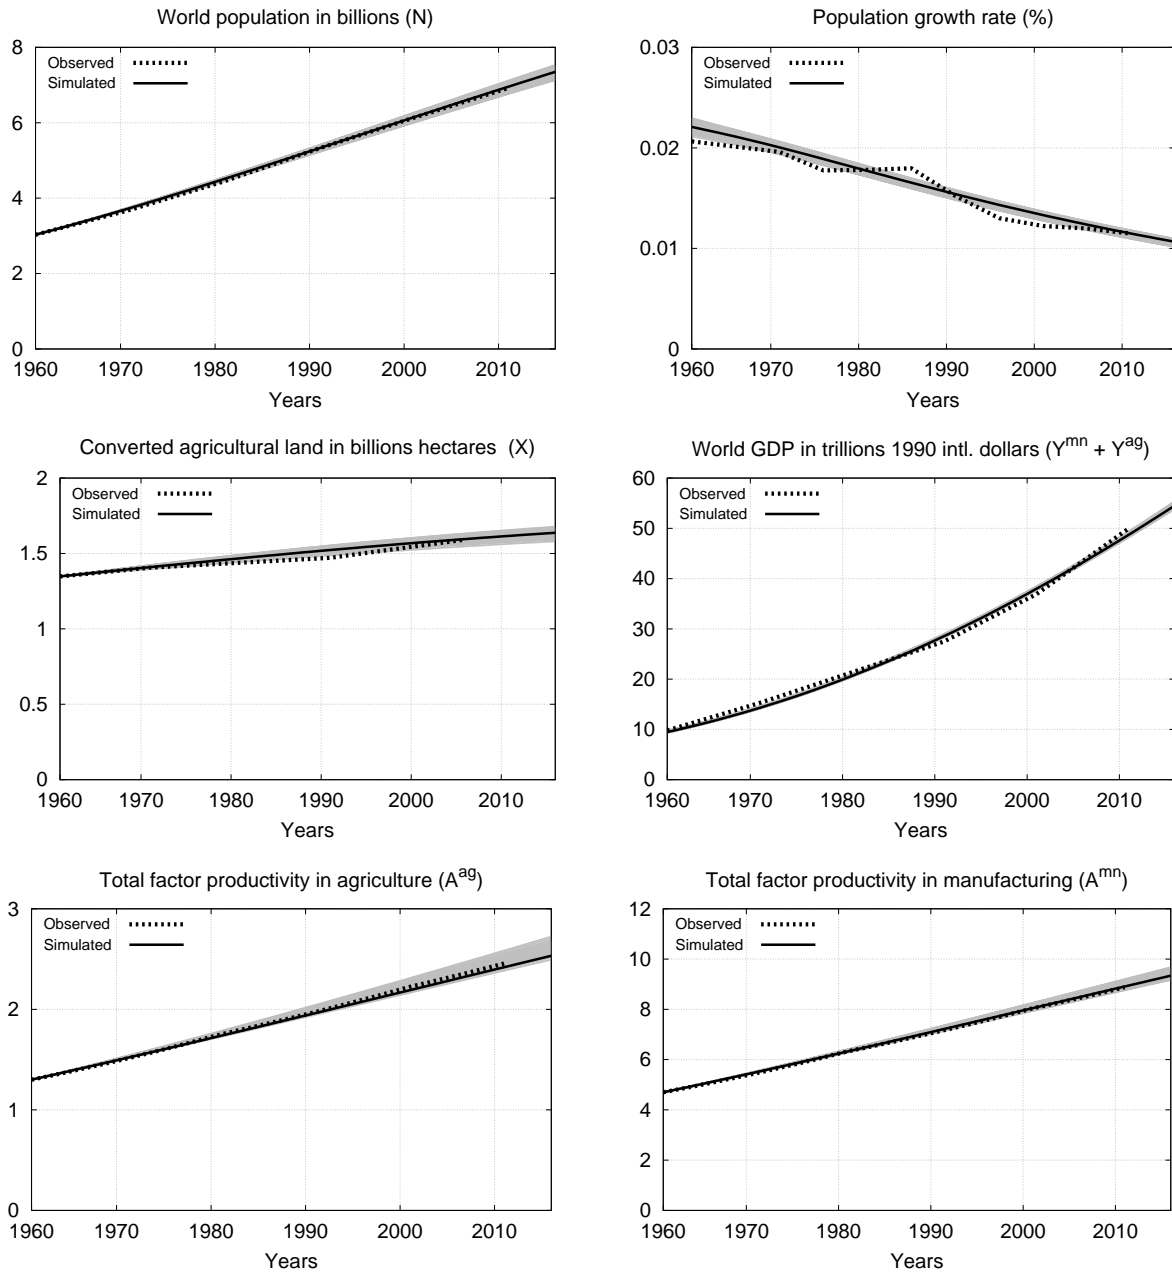 World population in billions (N)
8
6
4
2
0
Observed
Simulated
1960 1970 1980 1990 2000 2010
Years
Population growth rate (%)
0.03
0.02
0.01
0
Observed
Simulated
1960 1970 1980 1990 2000 2010
Years
Converted agricultural land in billions hectares (X)
2
1.5
1
0.5
0
Observed
Simulated
1960 1970 1980 1990 2000 2010
Years
World GDP in trillions 1990 intl. dollars (Y^mn + Y^ag)
60
50
40
30
20
10
0
Observed
Simulated
1960 1970 1980 1990 2000 2010
Years
Total factor productivity in agriculture (A^ag)
3
2
1
0
Observed
Simulated
1960 1970 1980 1990 2000 2010
Years
Total factor productivity in manufacturing (A^mn)
12
10
8
6
4
2
0
Observed
Simulated
1960 1970 1980 1990 2000 2010
Years